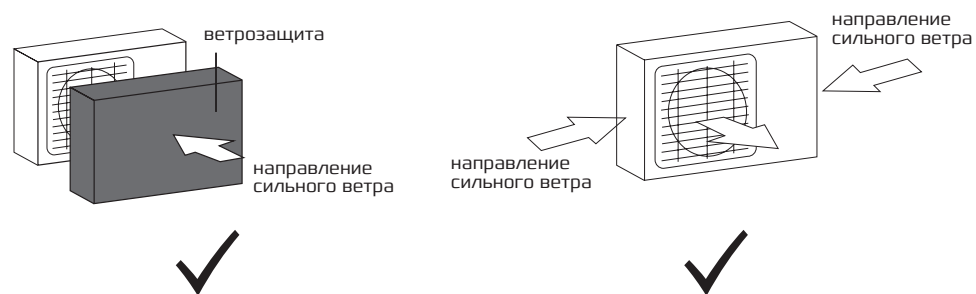 ветрозащита
направление
сильного ветра
направление
сильного ветра
направление
сильного ветра